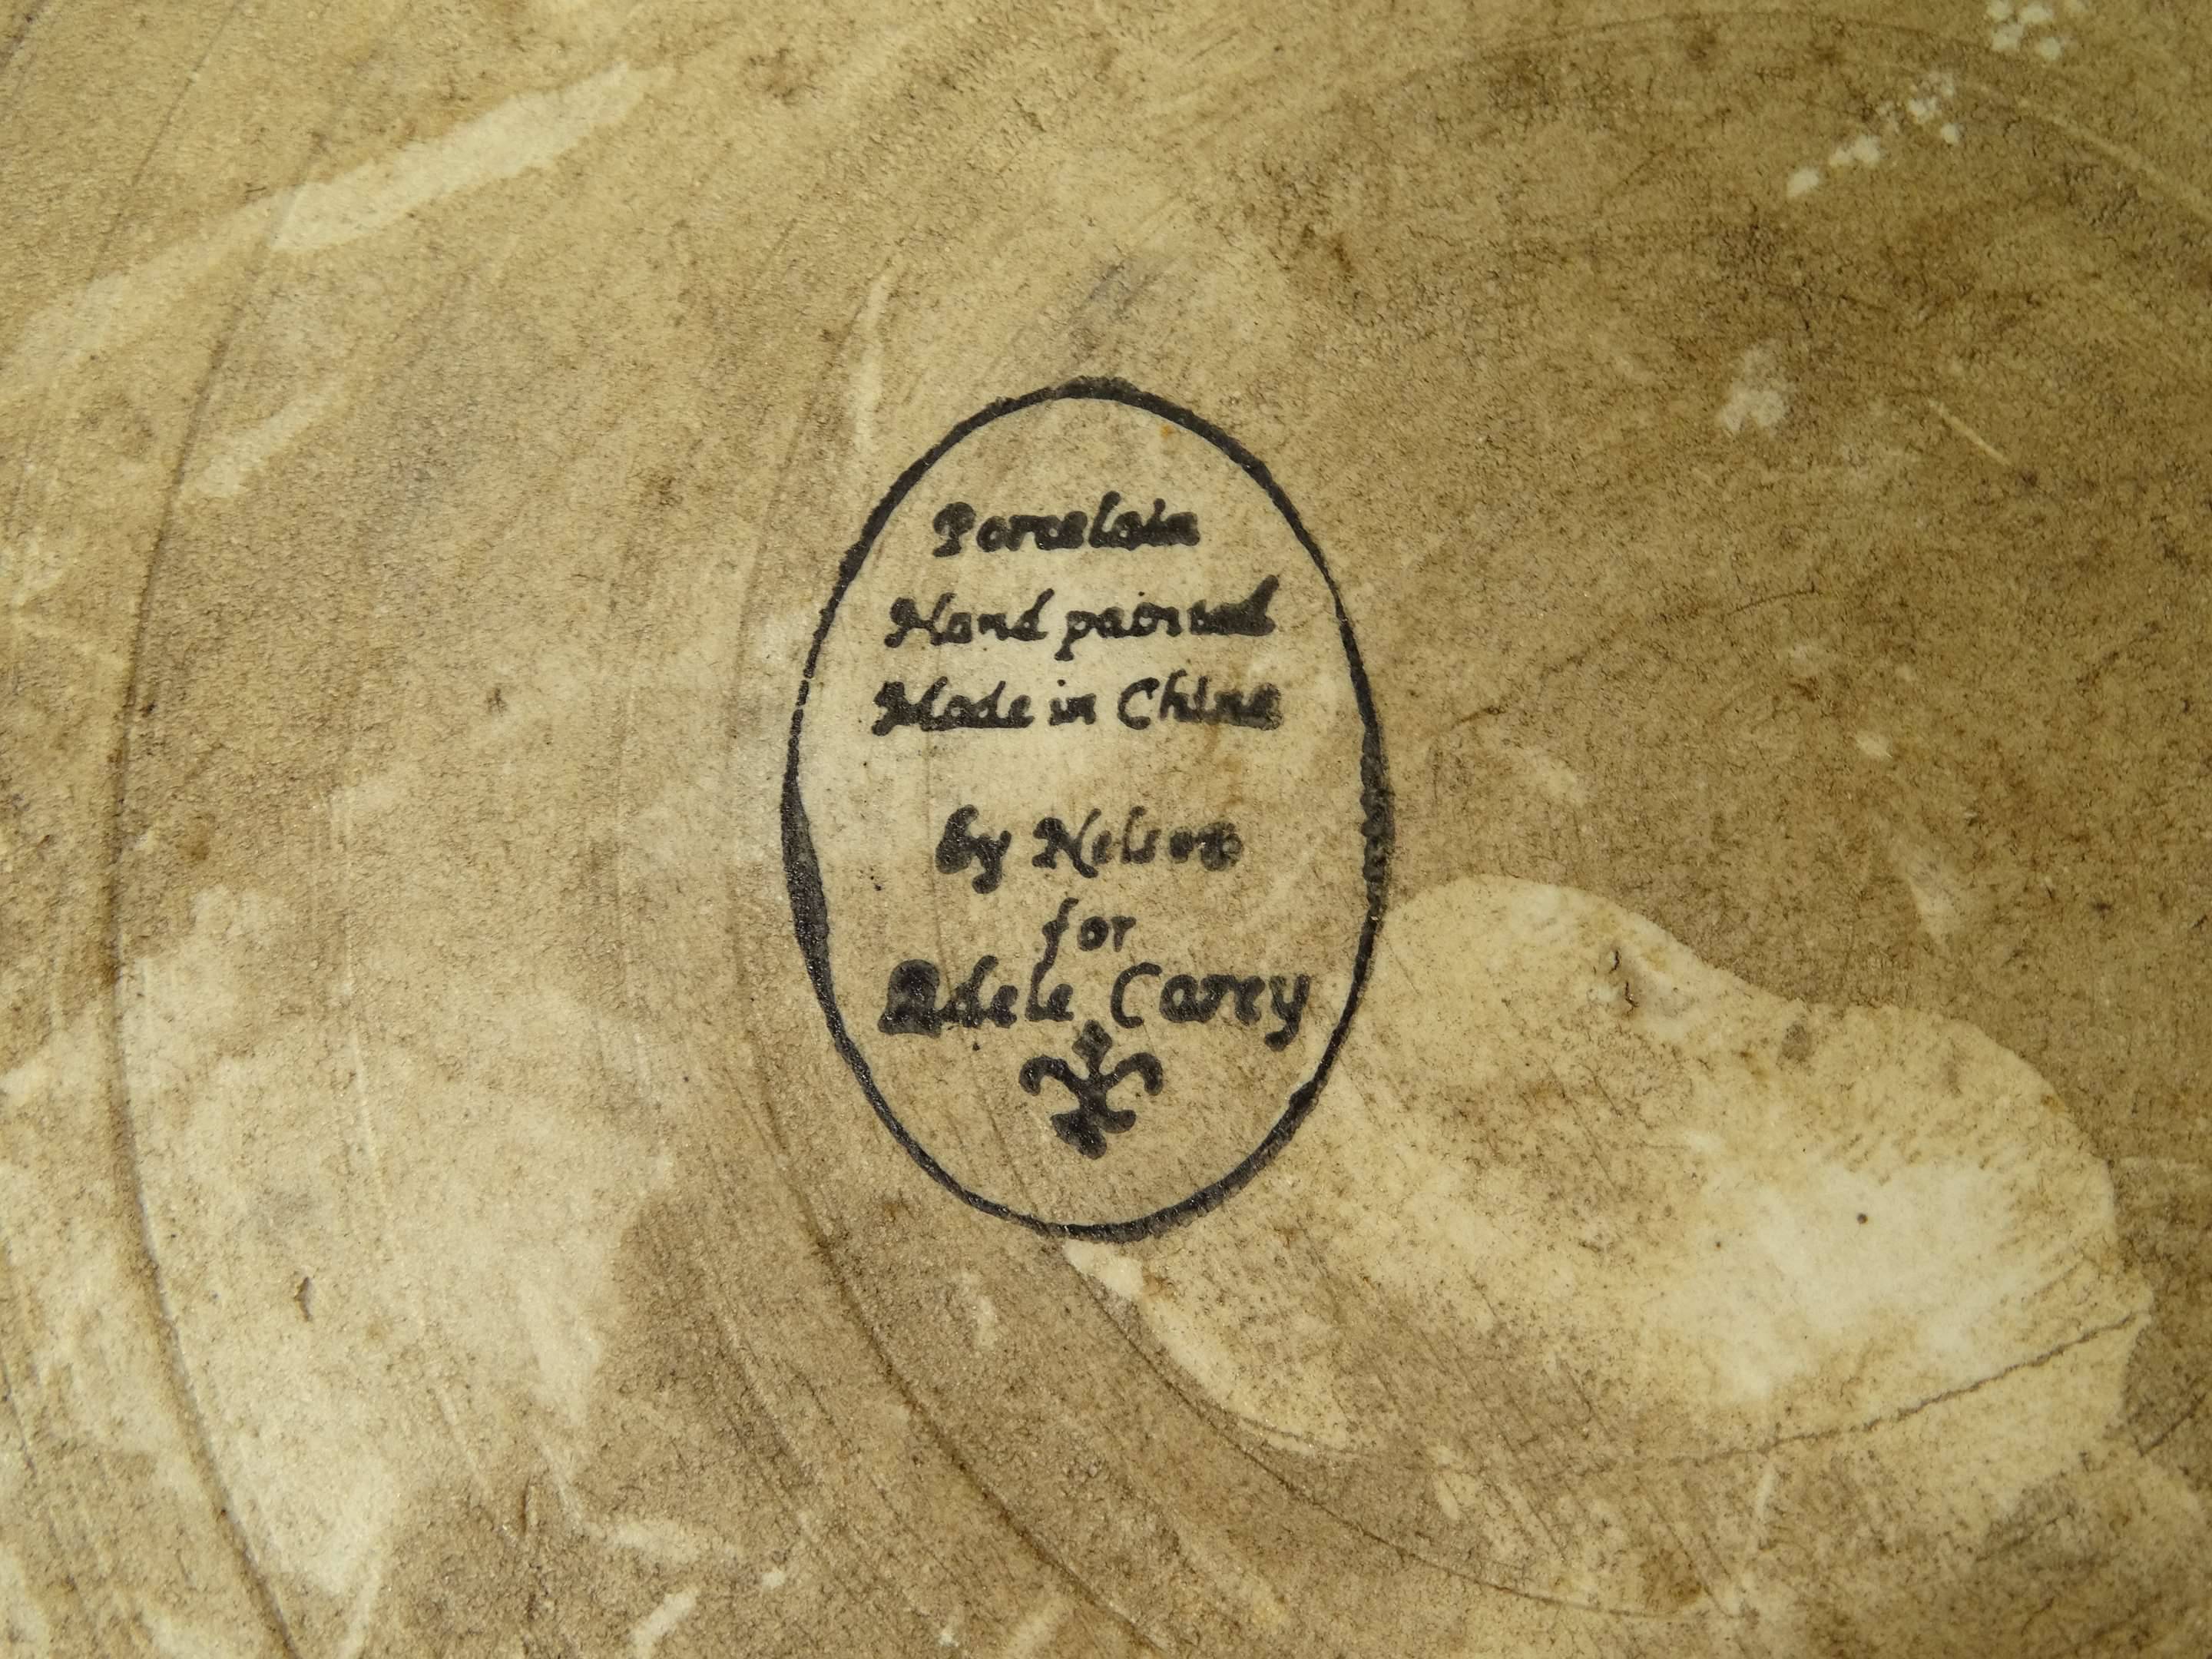 Porcelain
Hand painted
Made in China
by Nelson
for
Adele Carey